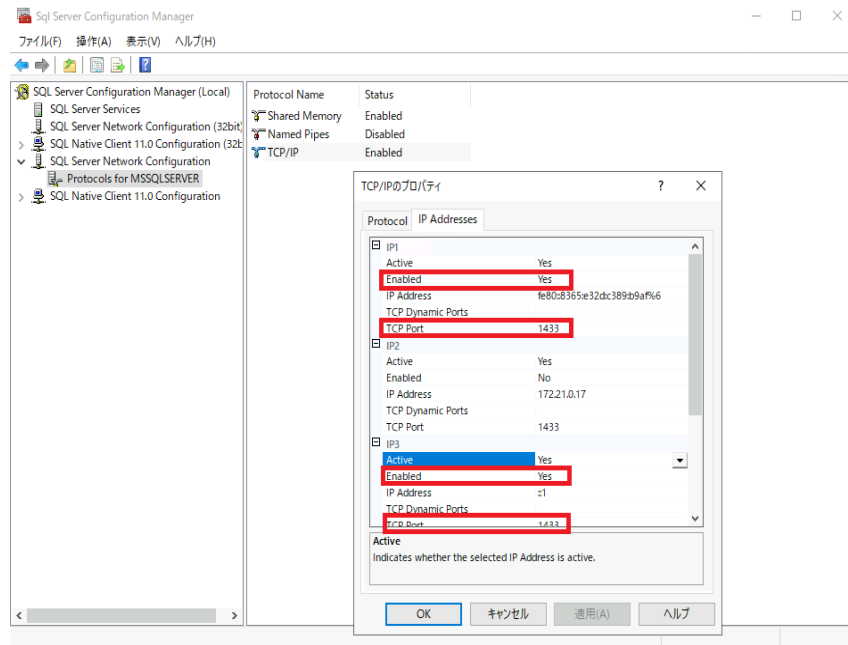 Sql Server Configuration Manager
ファイル(F) 操作(A) 表示(V) ヘルプ(H)
SQL Server Configuration Manager (Local)
SQL Server Services
SQL Server Network Configuration (32bit)
SQL Native Client 11.0 Configuration (32b
SQL Server Network Configuration
Protocols for MSSQLSERVER
SQL Native Client 11.0 Configuration
Protocol Name Status
Shared Memory Enabled
Named Pipes Disabled
TCP/IP Enabled
TCP/IPのプロパティ ?
Protocol IP Addresses
IP1
Active Yes
Enabled Yes
IP Address fe80::8365:e32d:c389:b9af%6
TCP Dynamic Ports
TCP Port 1433
IP2
Active Yes
Enabled No
IP Address 172.21.0.17
TCP Dynamic Ports
TCP Port 1433
IP3
Active Yes
Enabled Yes
IP Address ::1
TCP Dynamic Ports
TCP Port 1433
Active
Indicates whether the selected IP Address is active.
OK キャンセル 適用(A) ヘルプ